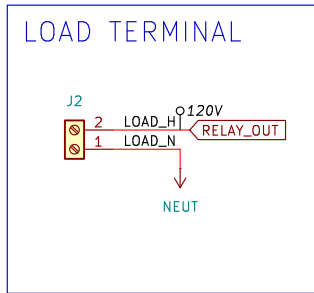 LOAD TERMINAL
J2
120V
2 LOAD_H
RELAY_OUT
1 LOAD_N
NEUT